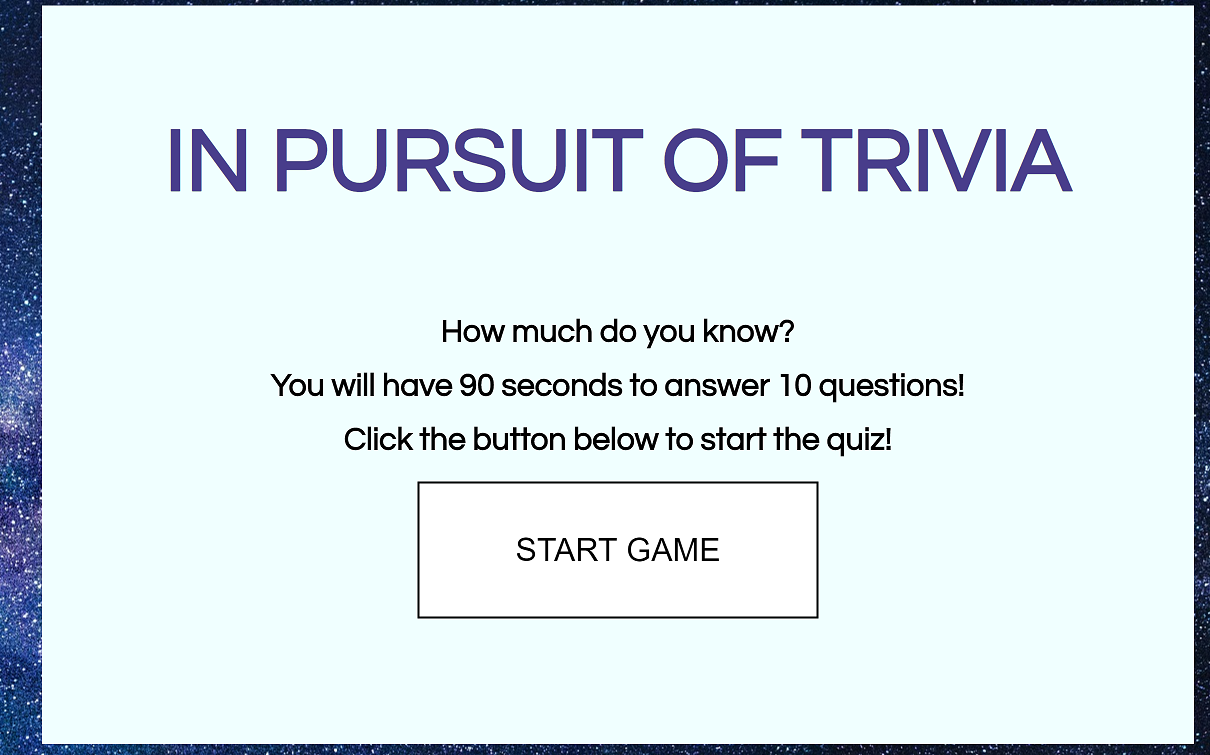 IN PURSUIT OF TRIVIA
How much do you know?
You will have 90 seconds to answer 10 questions!
Click the button below to start the quiz!
START GAME